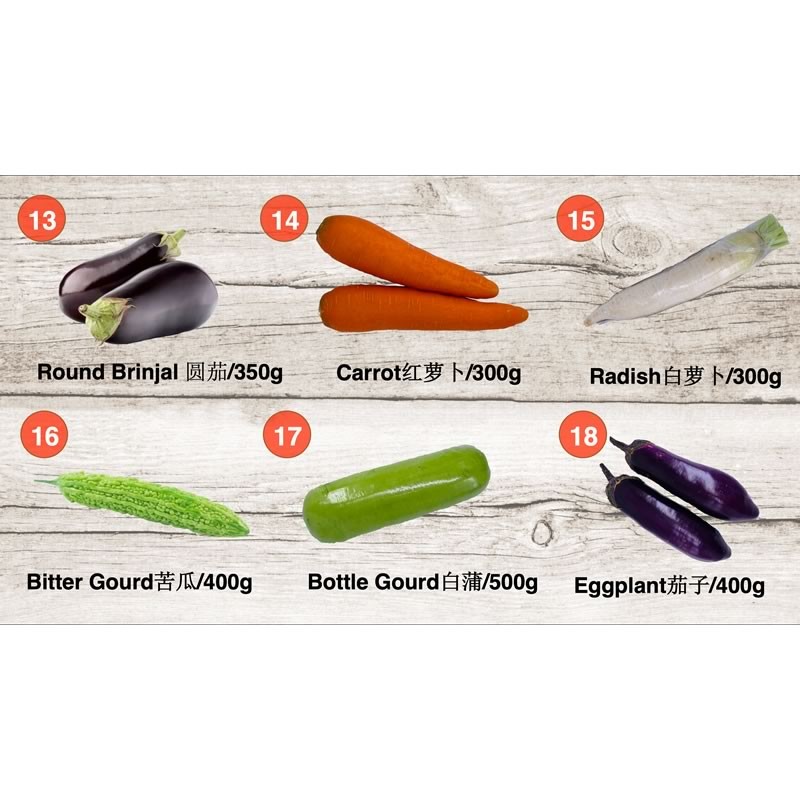 13
14
15
Round Brinjal 圆茄/350g
Carrot红萝卜/300g
Radish白萝卜/300g
16
17
18
Bitter Gourd苦瓜/400g
Bottle Gourd白蒲/500g
Eggplant茄子/400g